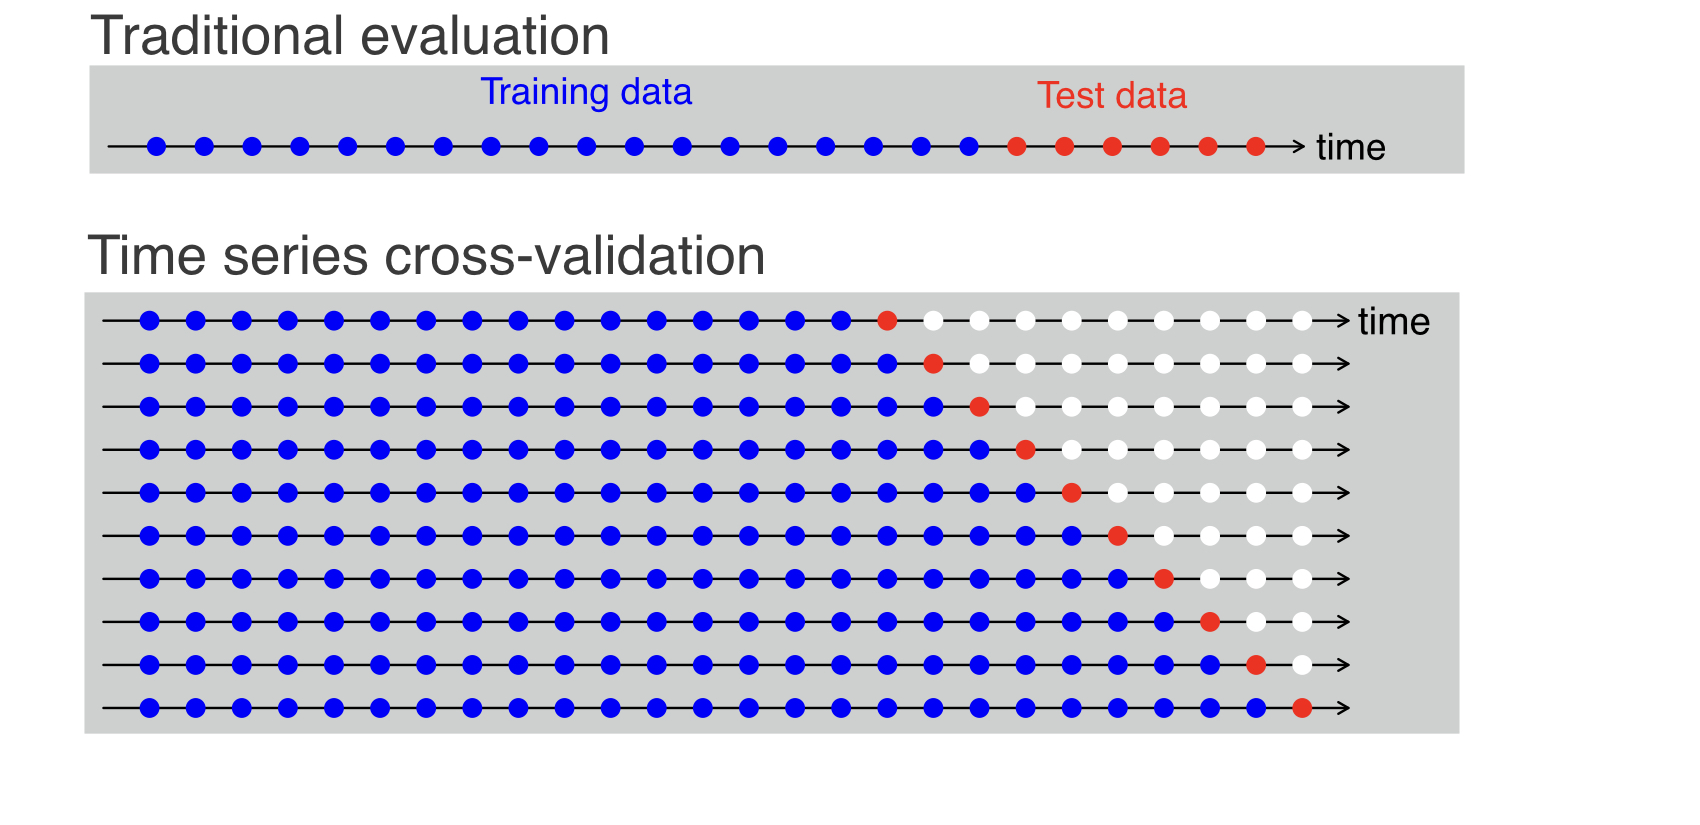 Traditional evaluation
Training data
Test data
time
Time series cross-validation
time